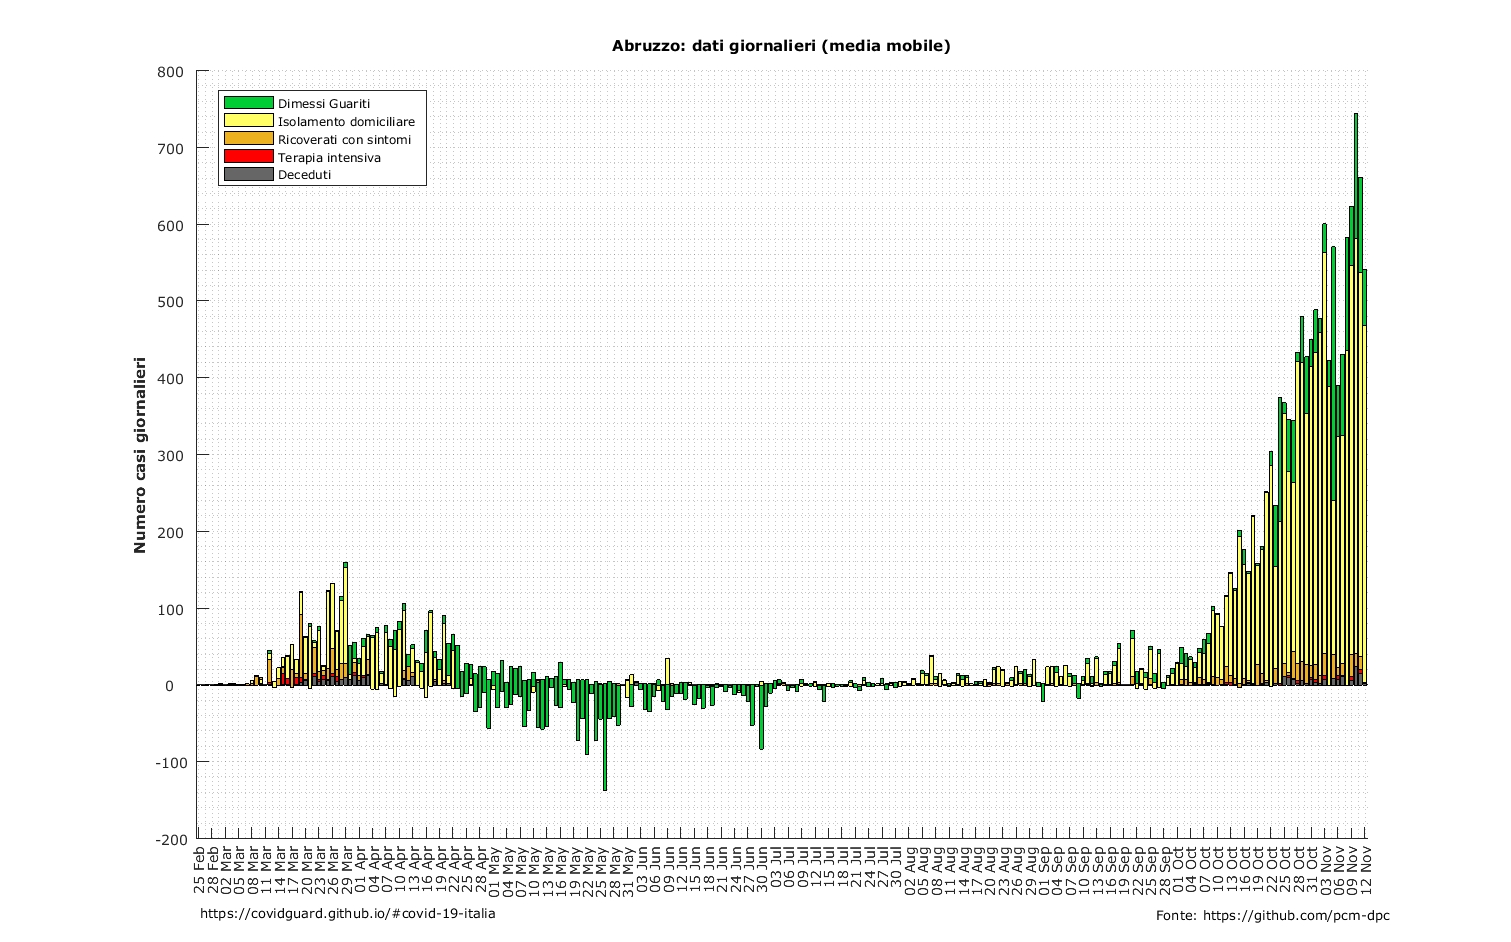 Abruzzo: dati giornalieri (media mobile)
800
700
600
500
400
300
200
100
0
-100
-200
Numero casi giornalieri
Dimessi Guariti
Isolamento domiciliare
Ricoverati con sintomi
Terapia intensiva
Deceduti
25 Feb
28 Feb
02 Mar
05 Mar
08 Mar
11 Mar
14 Mar
17 Mar
20 Mar
23 Mar
26 Mar
29 Mar
01 Apr
04 Apr
07 Apr
10 Apr
13 Apr
16 Apr
19 Apr
22 Apr
25 Apr
28 Apr
01 May
04 May
07 May
10 May
13 May
16 May
19 May
22 May
25 May
28 May
31 May
03 Jun
06 Jun
09 Jun
12 Jun
15 Jun
18 Jun
21 Jun
24 Jun
27 Jun
30 Jun
03 Jul
06 Jul
09 Jul
12 Jul
15 Jul
18 Jul
21 Jul
24 Jul
27 Jul
30 Jul
02 Aug
05 Aug
08 Aug
11 Aug
14 Aug
17 Aug
20 Aug
23 Aug
26 Aug
29 Aug
01 Sep
04 Sep
07 Sep
10 Sep
13 Sep
16 Sep
19 Sep
22 Sep
25 Sep
28 Sep
01 Oct
04 Oct
07 Oct
10 Oct
13 Oct
16 Oct
19 Oct
22 Oct
25 Oct
28 Oct
31 Oct
03 Nov
06 Nov
09 Nov
12 Nov
https://covidguard.github.io/#covid-19-italia
Fonte: https://github.com/pcm-dpc